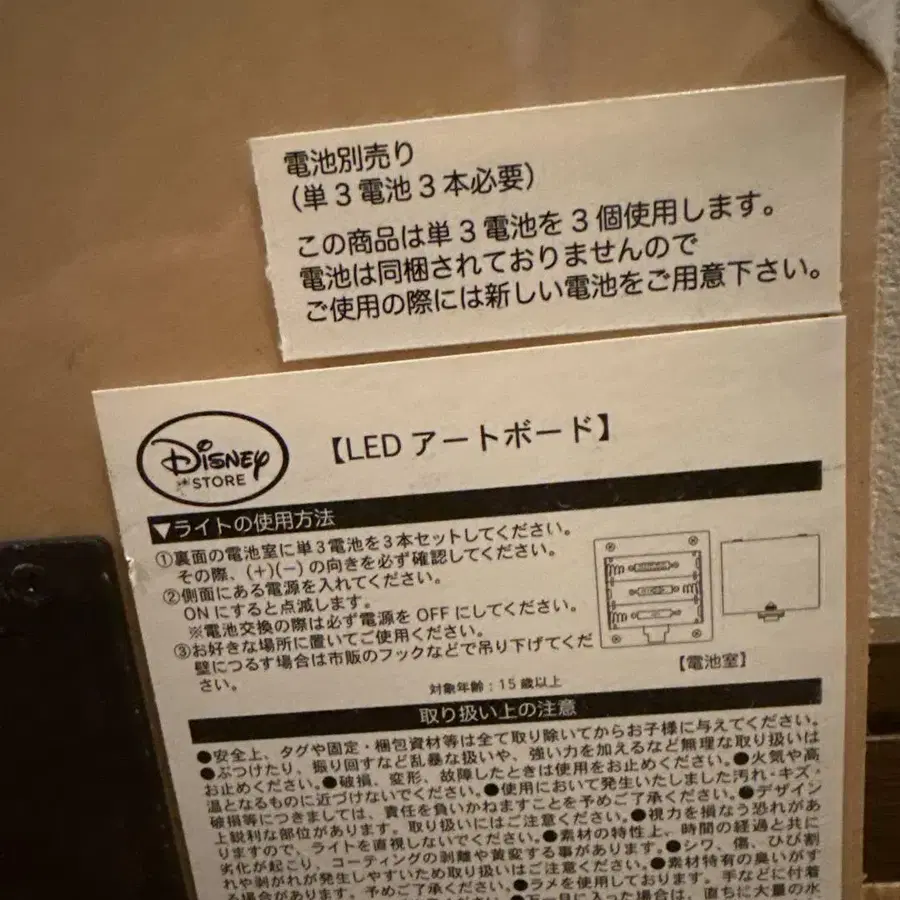 電池別売り
（単3電池3本必要）
この商品は単3電池を3個使用します。
電池は同梱されておりませんので
ご使用の際には新しい電池をご用意下さい。
DISNEY
STORE
【LED アートボード】
▼ライトの使用方法
①裏面の電池室に単3電池を3本セットしてください。
その際、(+)(−)の向きを必ず確認してください。
②側面にある電源を入れてください。
ONにすると点滅します。
※電池交換の際は必ず電源をOFFにしてください。
③お好きな場所に置いてご使用ください。
壁につるす場合は市販のフックなどで吊り下げてくだ
さい。
【電池室】
対象年齢：15歳以上
取り扱い上の注意
●安全上、タグや固定・梱包資材等は全て取り除いてからお子様に与えてください。
●ぶつけたり、振り回すなど乱暴な扱いや、強い力を加えるなど無理な取り扱いは
お止めください。●破損、変形、故障したときは使用をお止めください。●火気や高
温となるものに近づけないでください。●使用において発生いたしました汚れ・キズ・
破損等につきましては、責任を負いかねますことを予めご了承ください。●デザイン
上鋭利な部位があります。取り扱いにはご注意ください。●視力を損なう恐れがあ
りますので、ライトを直視しないでください。●素材の特性上、時間の経過と共に
劣化が起こり、コーティングの剥離や黄変する事があります。●シワ、傷、ひび割
れや剥がれが発生しやすいため取り扱いはご注意ください。●素材特有の臭いがす
る場合があります。予めご了承ください。●ラメを使用しております。手などに付着
万一目に入った場合は、直ちに大量の水